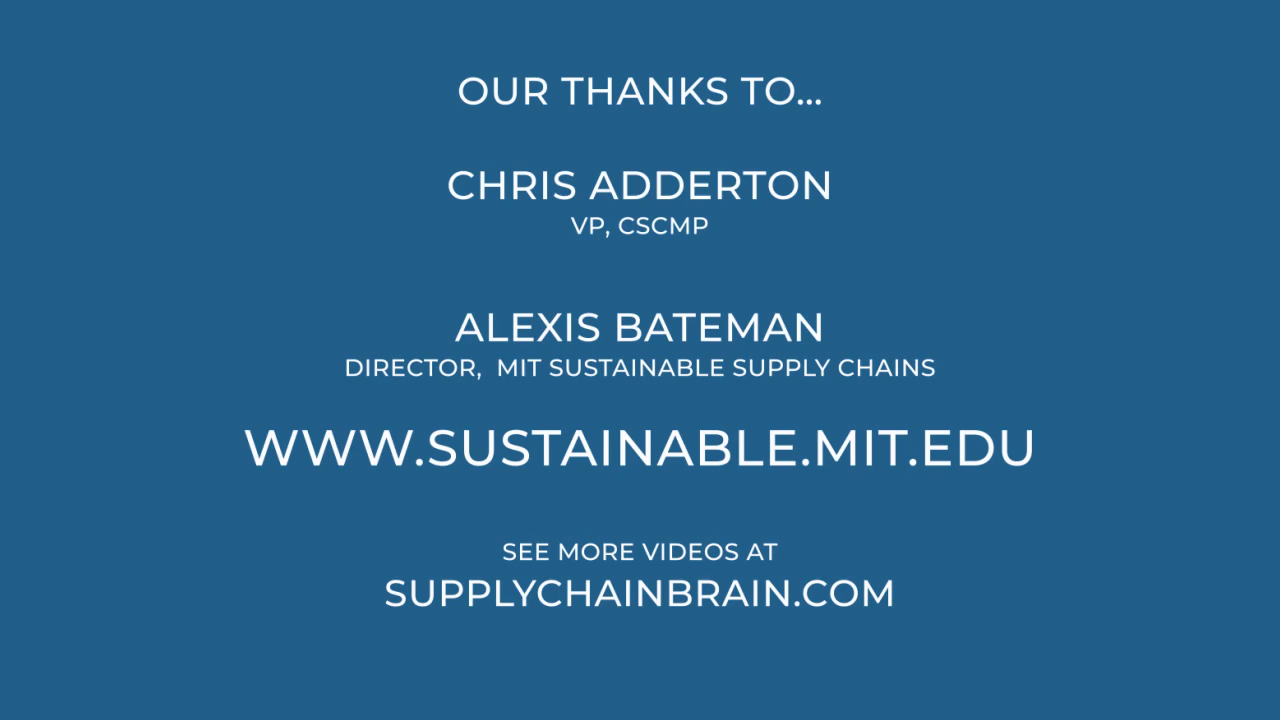 OUR THANKS TO...
CHRIS ADDERTON
VP, CSCMP
ALEXIS BATEMAN
DIRECTOR,  MIT SUSTAINABLE SUPPLY CHAINS
WWW.SUSTAINABLE.MIT.EDU
SEE MORE VIDEOS AT
SUPPLYCHAINBRAIN.COM